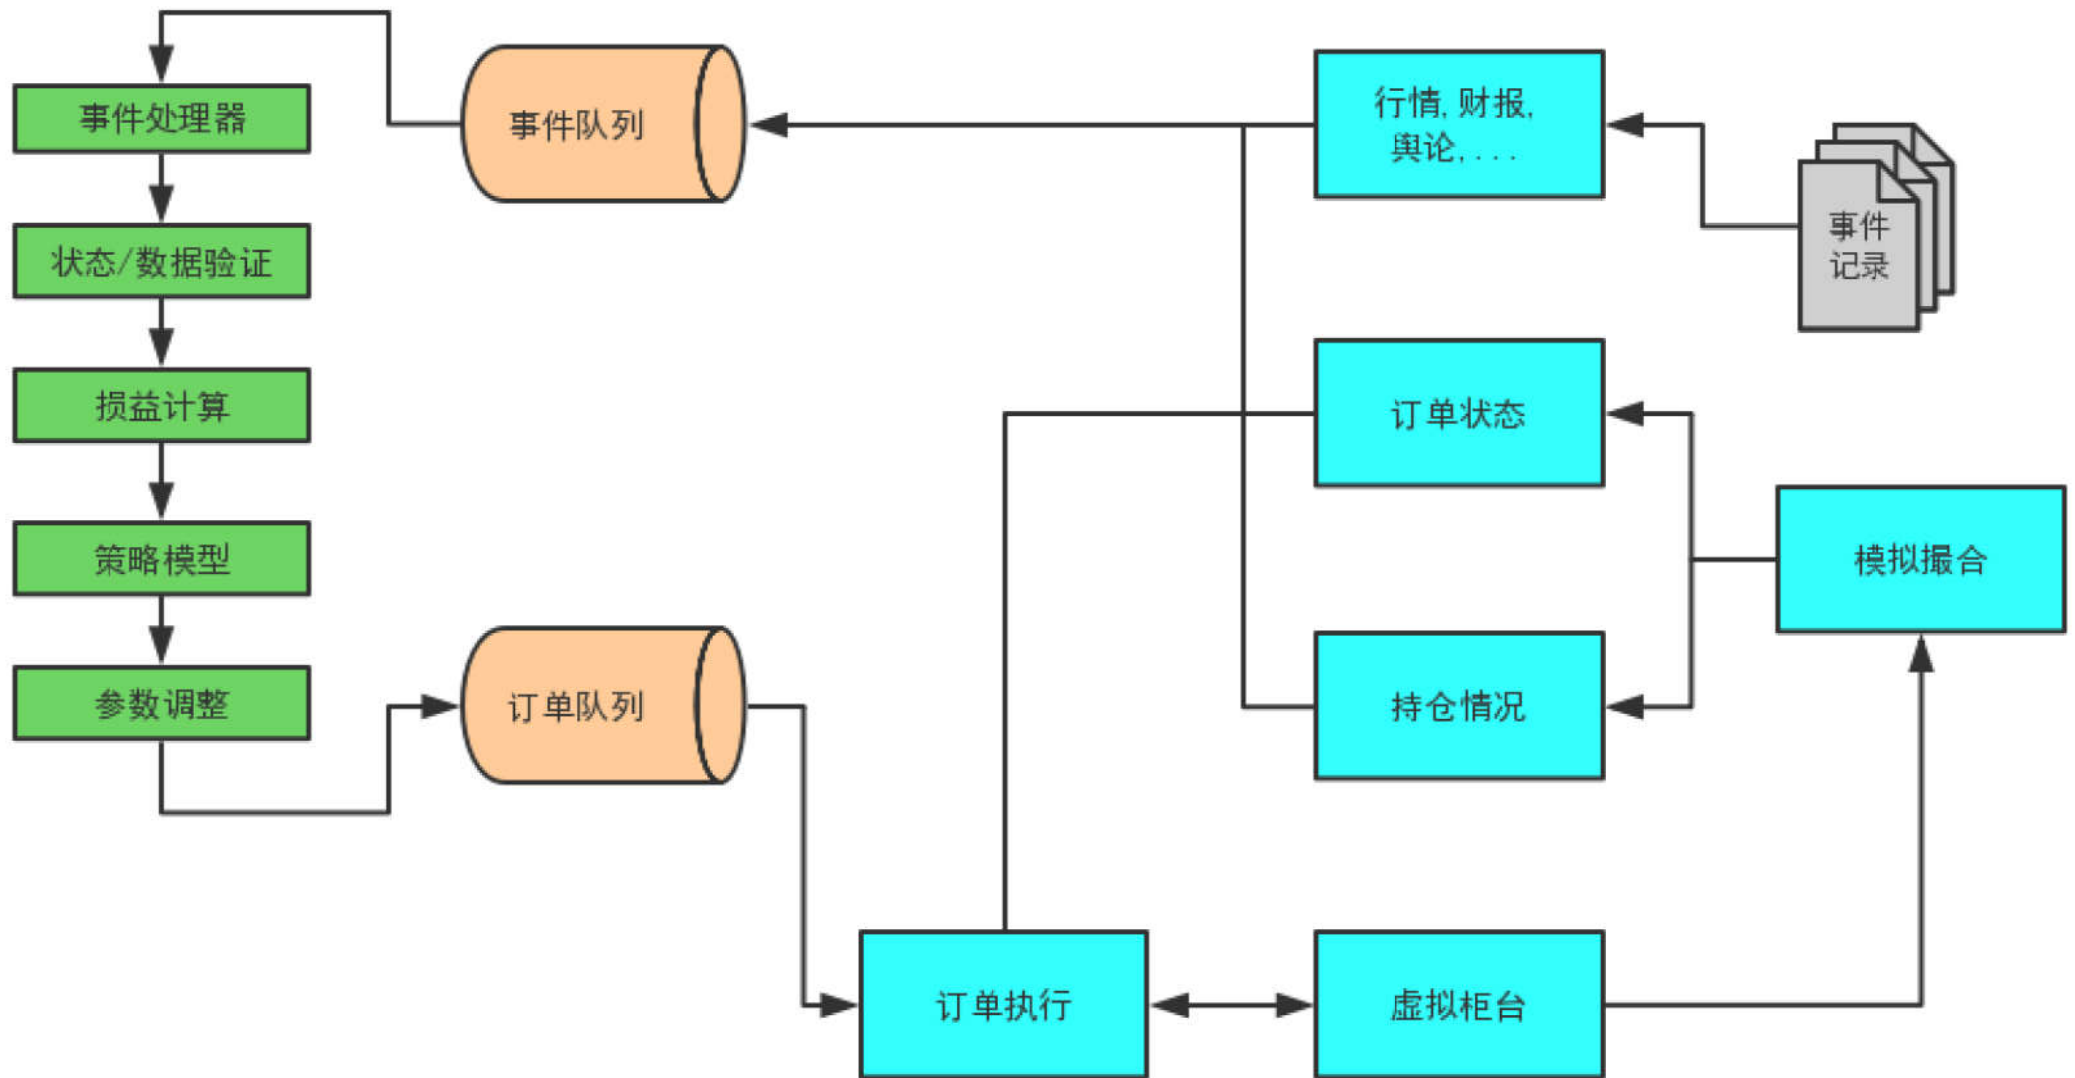 事件处理器
事件队列
行情, 财报,
舆论, ...
事件
记录
状态/数据验证
损益计算
订单状态
策略模型
模拟撮合
参数调整
订单队列
持仓情况
订单执行
虚拟柜台